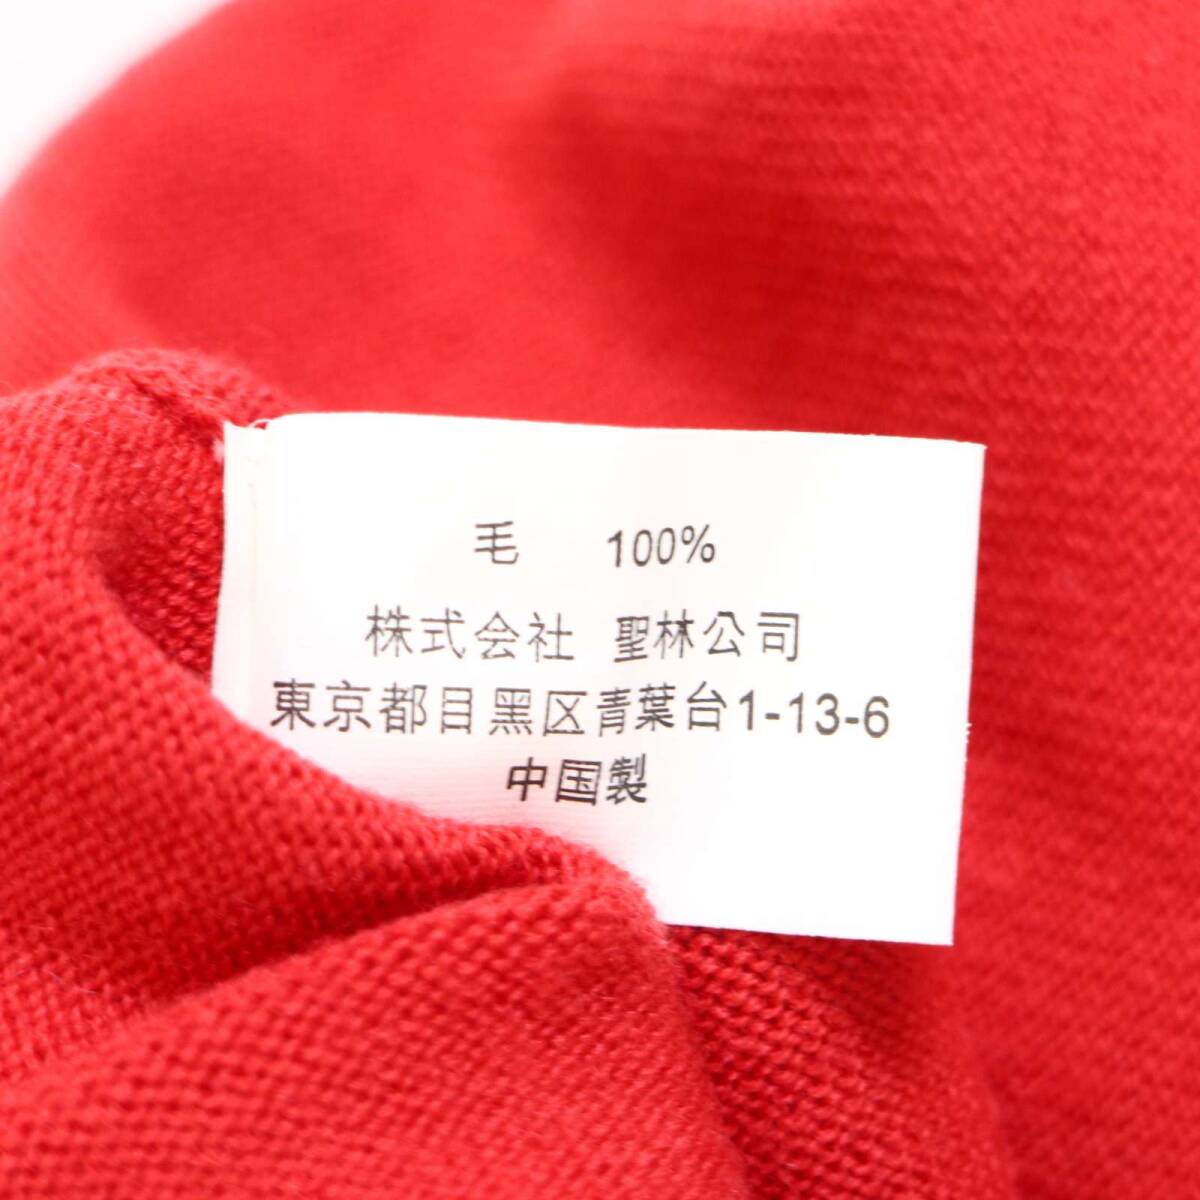 毛 100%
株式会社 聖林公司
東京都目黒区青葉台1-13-6
中国製